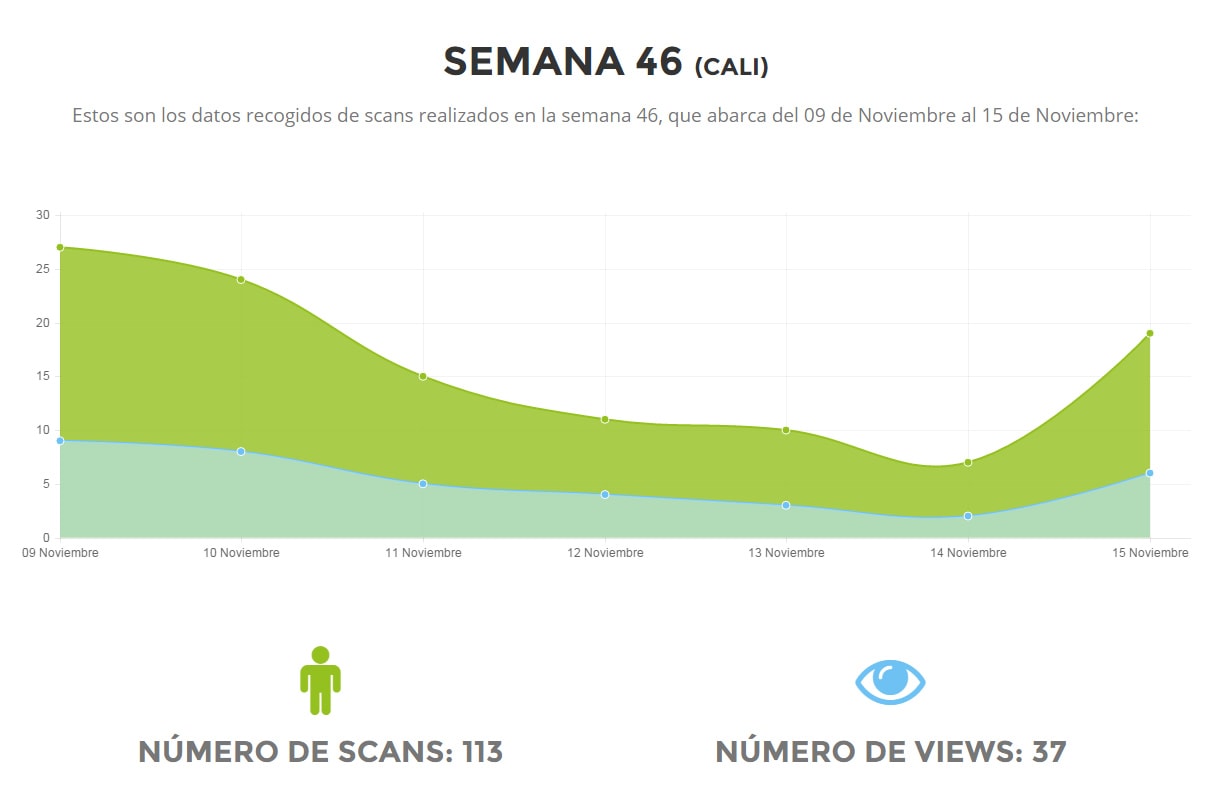 SEMANA 46 (CALI)
Estos son los datos recogidos de scans realizados en la semana 46, que abarca del 09 de Noviembre al 15 de Noviembre:
30
25
20
15
10
5
0
09 Noviembre 10 Noviembre 11 Noviembre 12 Noviembre 13 Noviembre 14 Noviembre 15 Noviembre
NÚMERO DE SCANS: 113 NÚMERO DE VIEWS: 37